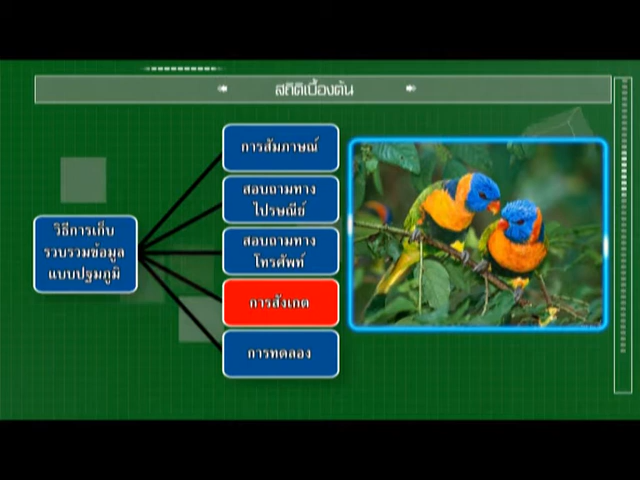 สถิติเบื้องต้น
วิธีการเก็บ
รวบรวมข้อมูล
แบบปฐมภูมิ
การสัมภาษณ์
สอบถามทาง
ไปรษณีย์
สอบถามทาง
โทรศัพท์
การสังเกต
การทดลอง